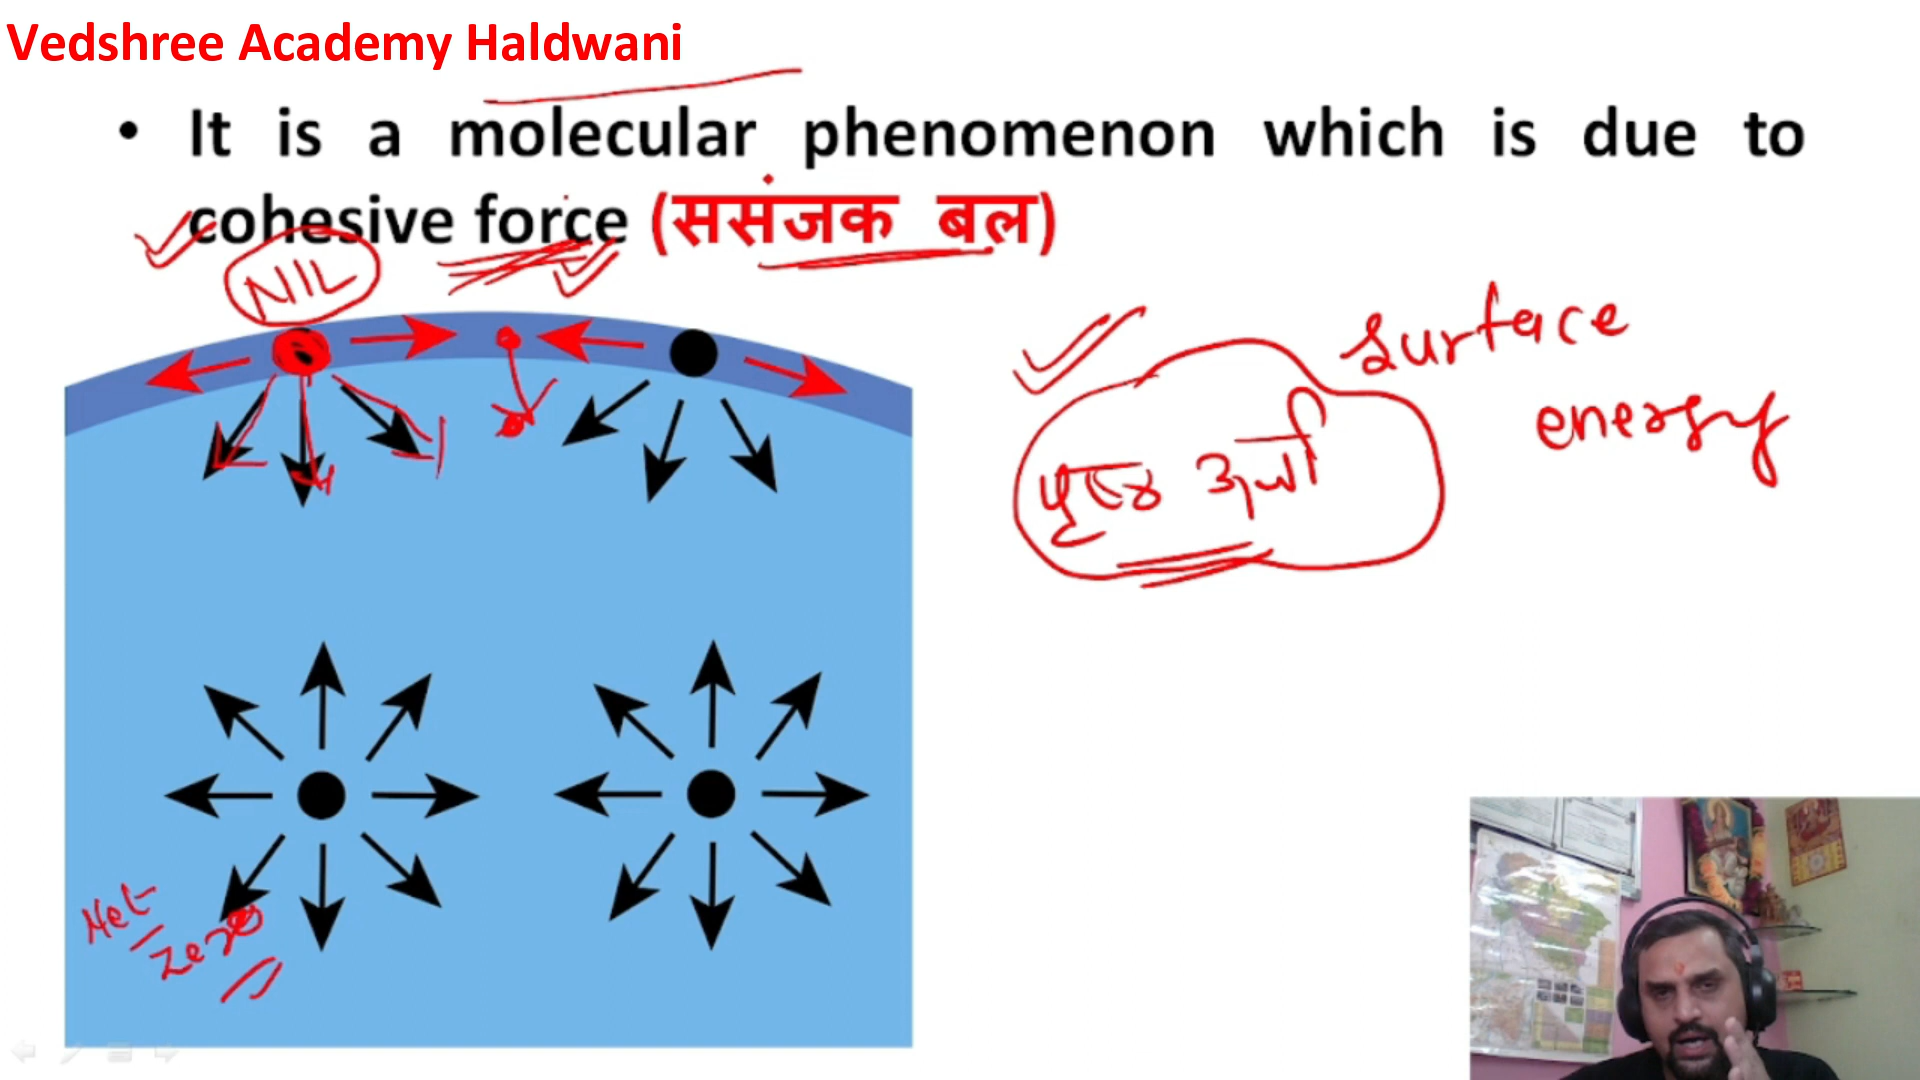 Vedshree Academy Haldwani
• It is a molecular phenomenon which is due to
cohesive force (ससंजक बल)
NIL
Surface
energy
पृष्ठ ऊर्जा
Net
Zero